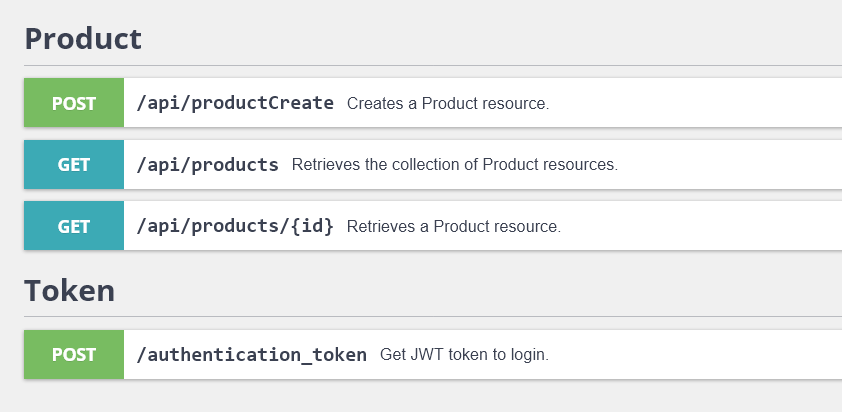 Product
POST /api/productCreate Creates a Product resource.
GET /api/products Retrieves the collection of Product resources.
GET /api/products/{id} Retrieves a Product resource.
Token
POST /authentication_token Get JWT token to login.